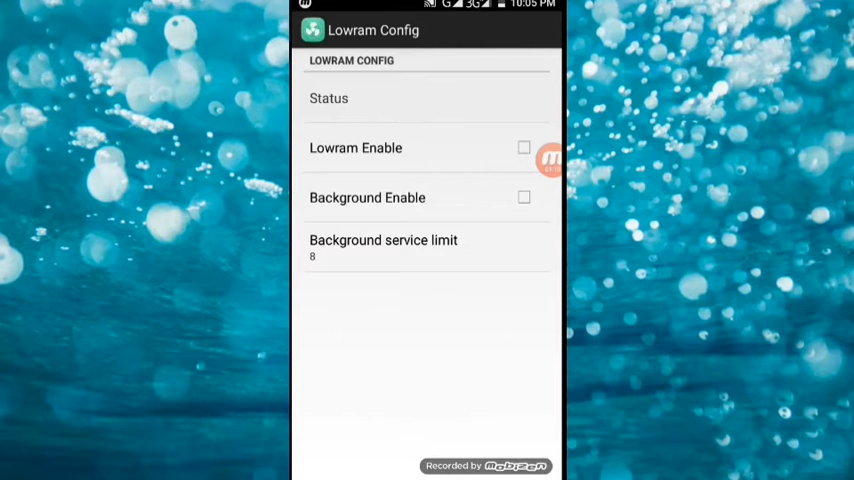 G 3G 10:05 PM
Lowram Config
LOWRAM CONFIG
Status
Lowram Enable
Background Enable
Background service limit
8
Recorded by mobizen